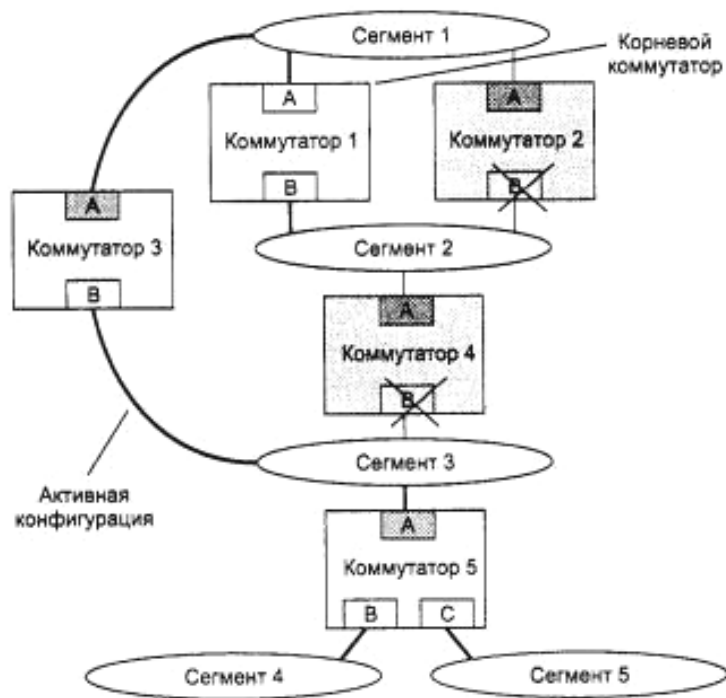 Сегмент 1
Корневой
коммутатор
A
A
Коммутатор 1
Коммутатор 2
B
B
A
Коммутатор 3
B
Сегмент 2
A
Коммутатор 4
B
Сегмент 3
Активная
конфигурация
A
Коммутатор 5
B
C
Сегмент 4
Сегмент 5